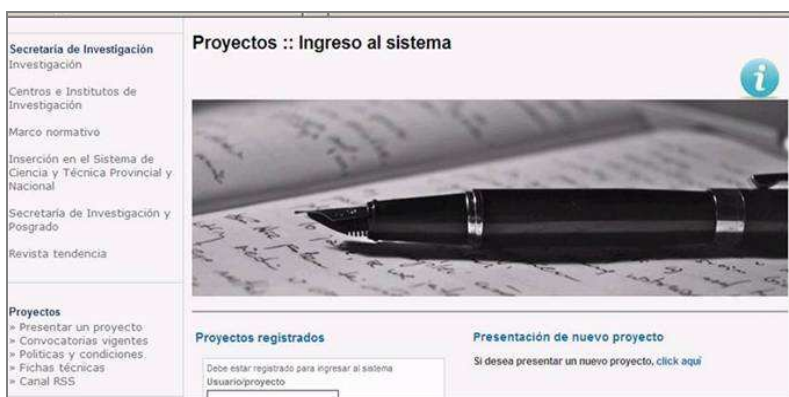 Secretaría de Investigación
Investigación
Centros e Institutos de
Investigación
Marco normativo
Inserción en el Sistema de
Ciencia y Técnica Provincial y
Nacional
Secretaría de Investigación y
Posgrado
Revista tendencia
Proyectos
» Presentar un proyecto
» Convocatorias vigentes
» Politicas y condiciones
» Fichas técnicas
» Canal RSS
Proyectos :: Ingreso al sistema
i
Proyectos registrados
Debe estar registrado para ingresar al sistema
Usuario/proyecto
Presentación de nuevo proyecto
Si desea presentar un nuevo proyecto, click aquí